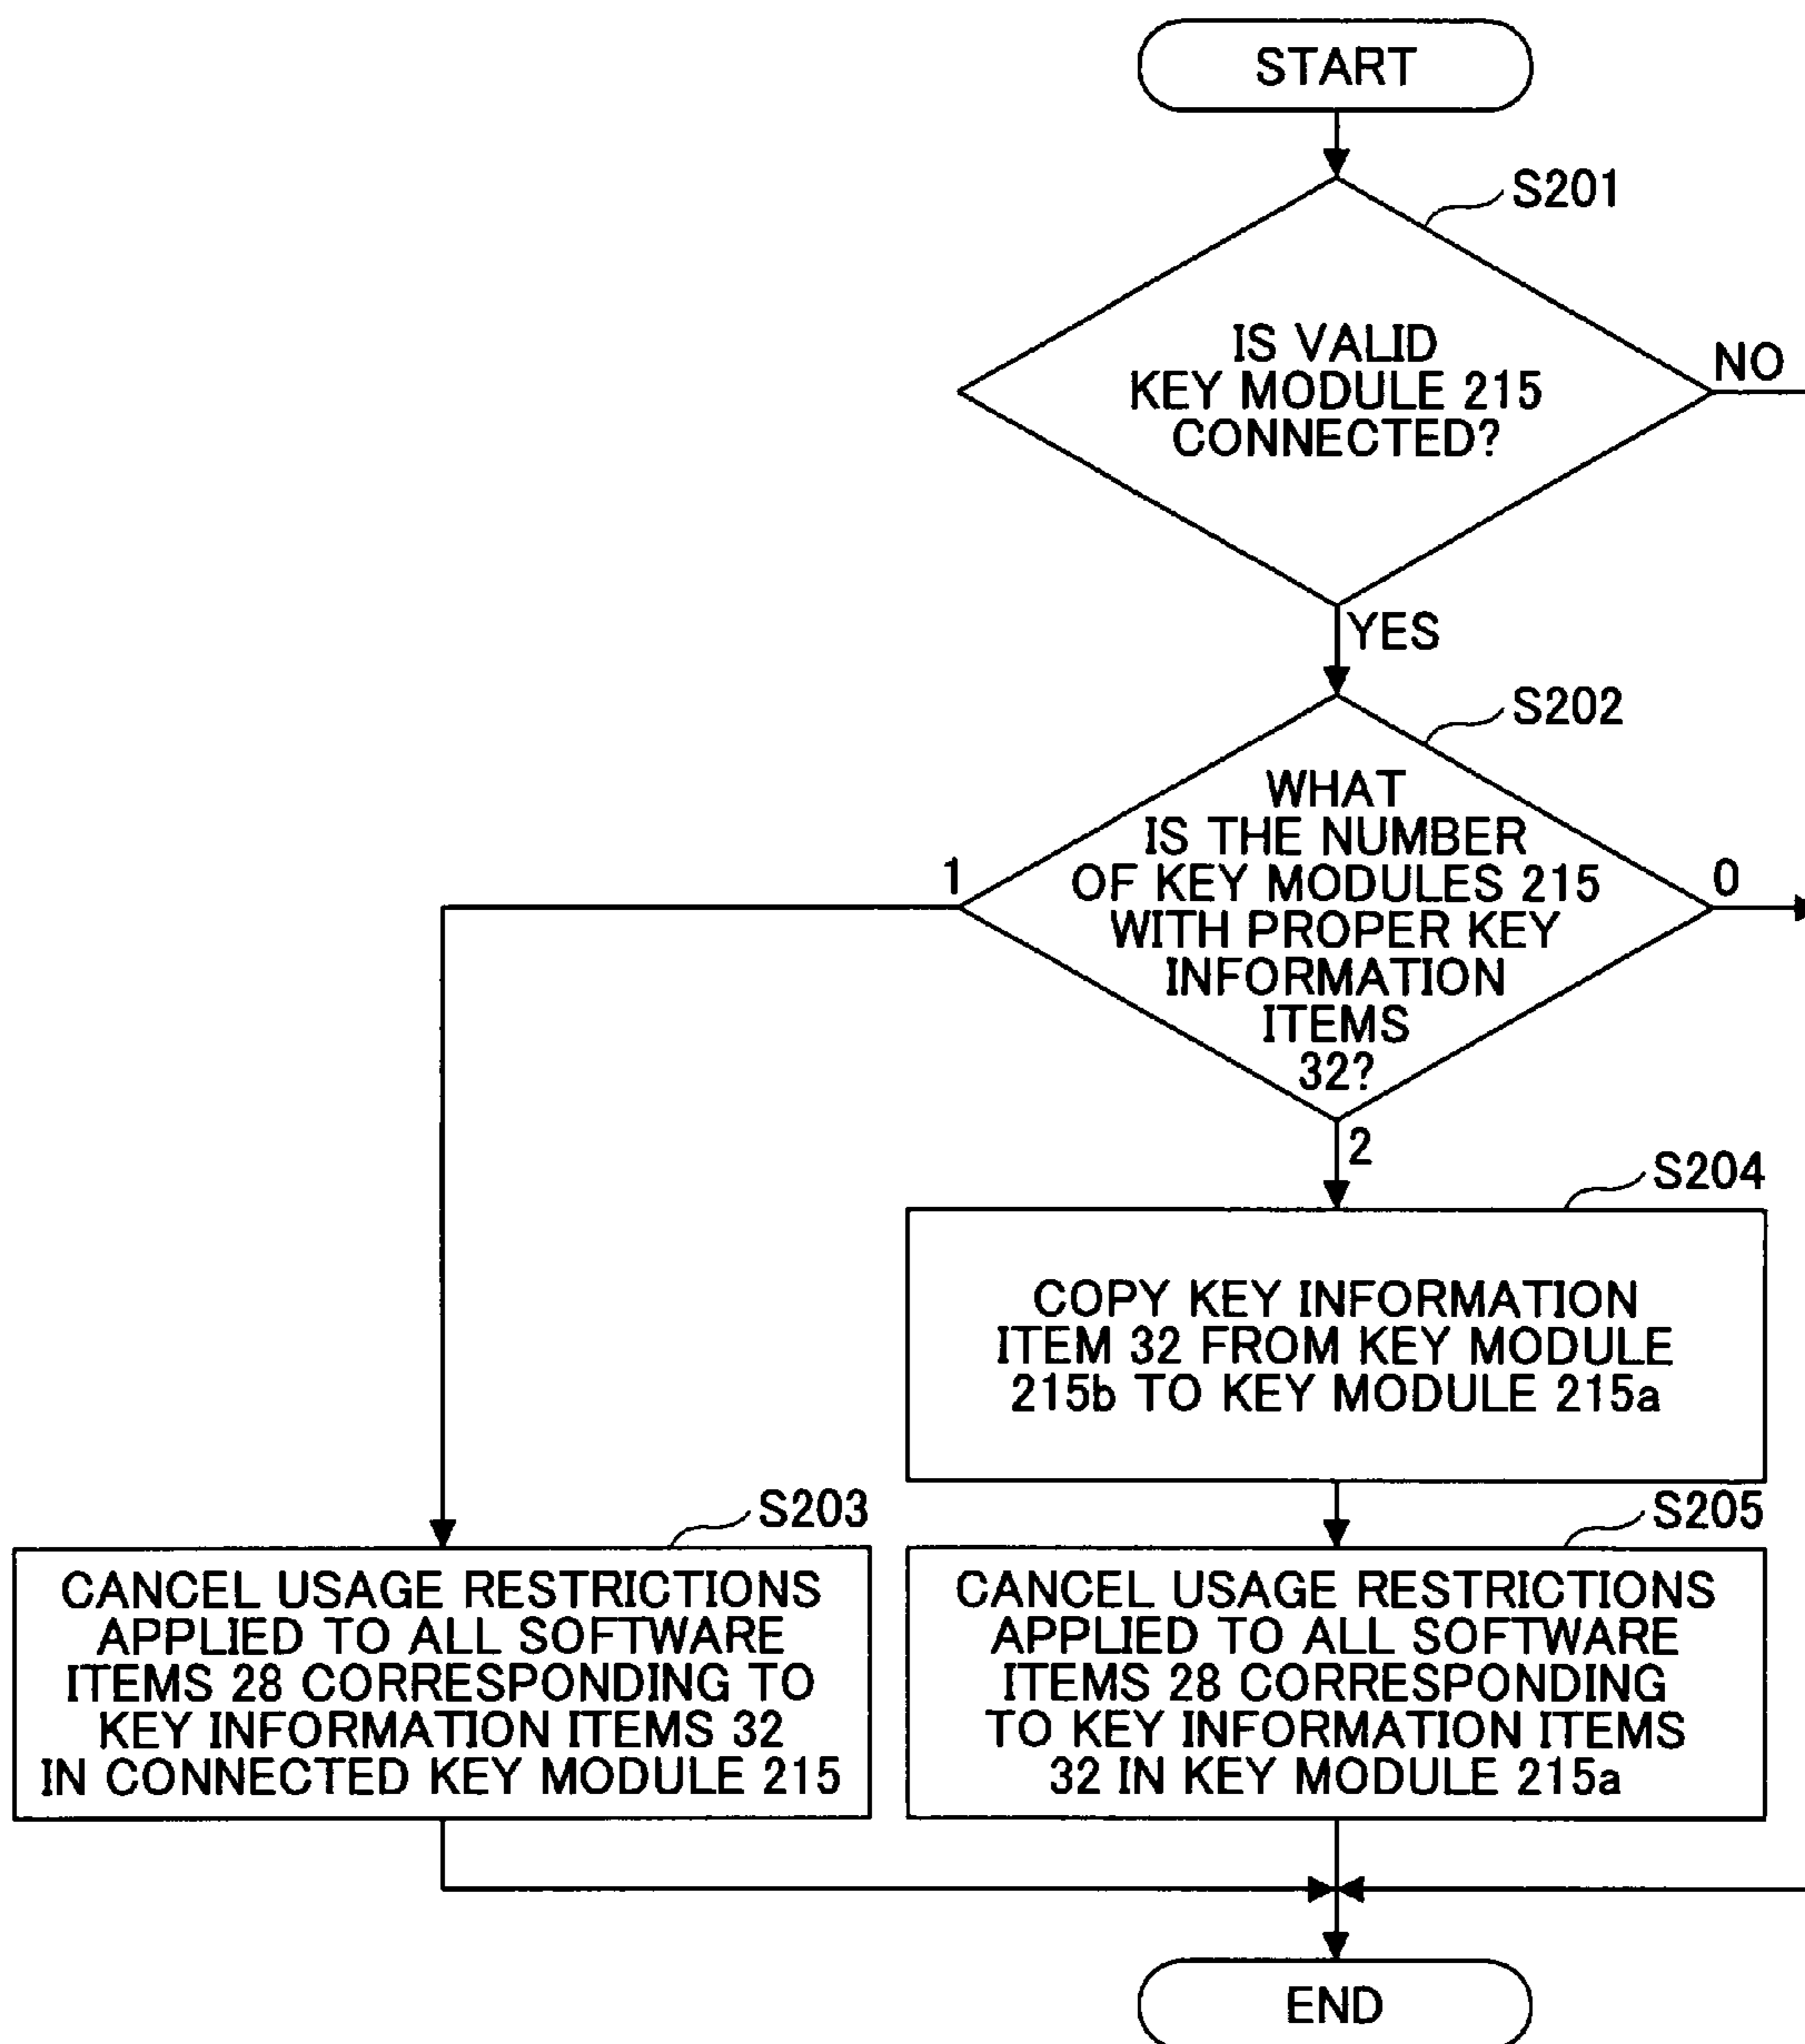 START
S201
IS VALID
KEY MODULE 215
CONNECTED?
NO
YES
S202
WHAT
IS THE NUMBER
OF KEY MODULES 215
WITH PROPER KEY
INFORMATION
ITEMS
32?
1
0
2
S204
COPY KEY INFORMATION
ITEM 32 FROM KEY MODULE
215b TO KEY MODULE 215a
S203
CANCEL USAGE RESTRICTIONS
APPLIED TO ALL SOFTWARE
ITEMS 28 CORRESPONDING TO
KEY INFORMATION ITEMS 32
IN CONNECTED KEY MODULE 215
S205
CANCEL USAGE RESTRICTIONS
APPLIED TO ALL SOFTWARE
ITEMS 28 CORRESPONDING
TO KEY INFORMATION ITEMS
32 IN KEY MODULE 215a
END